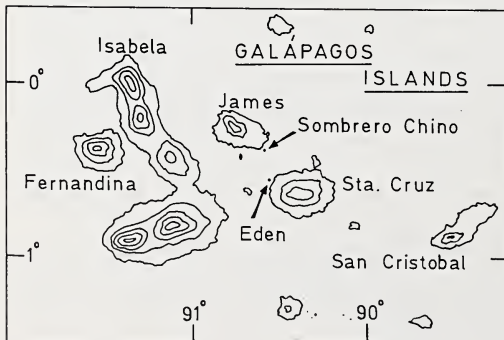 Isabela
GALÁPAGOS
0°
ISLANDS
James
Sombrero Chino
Fernandina
Sta. Cruz
Eden
1°
San Cristobal
91°
90°